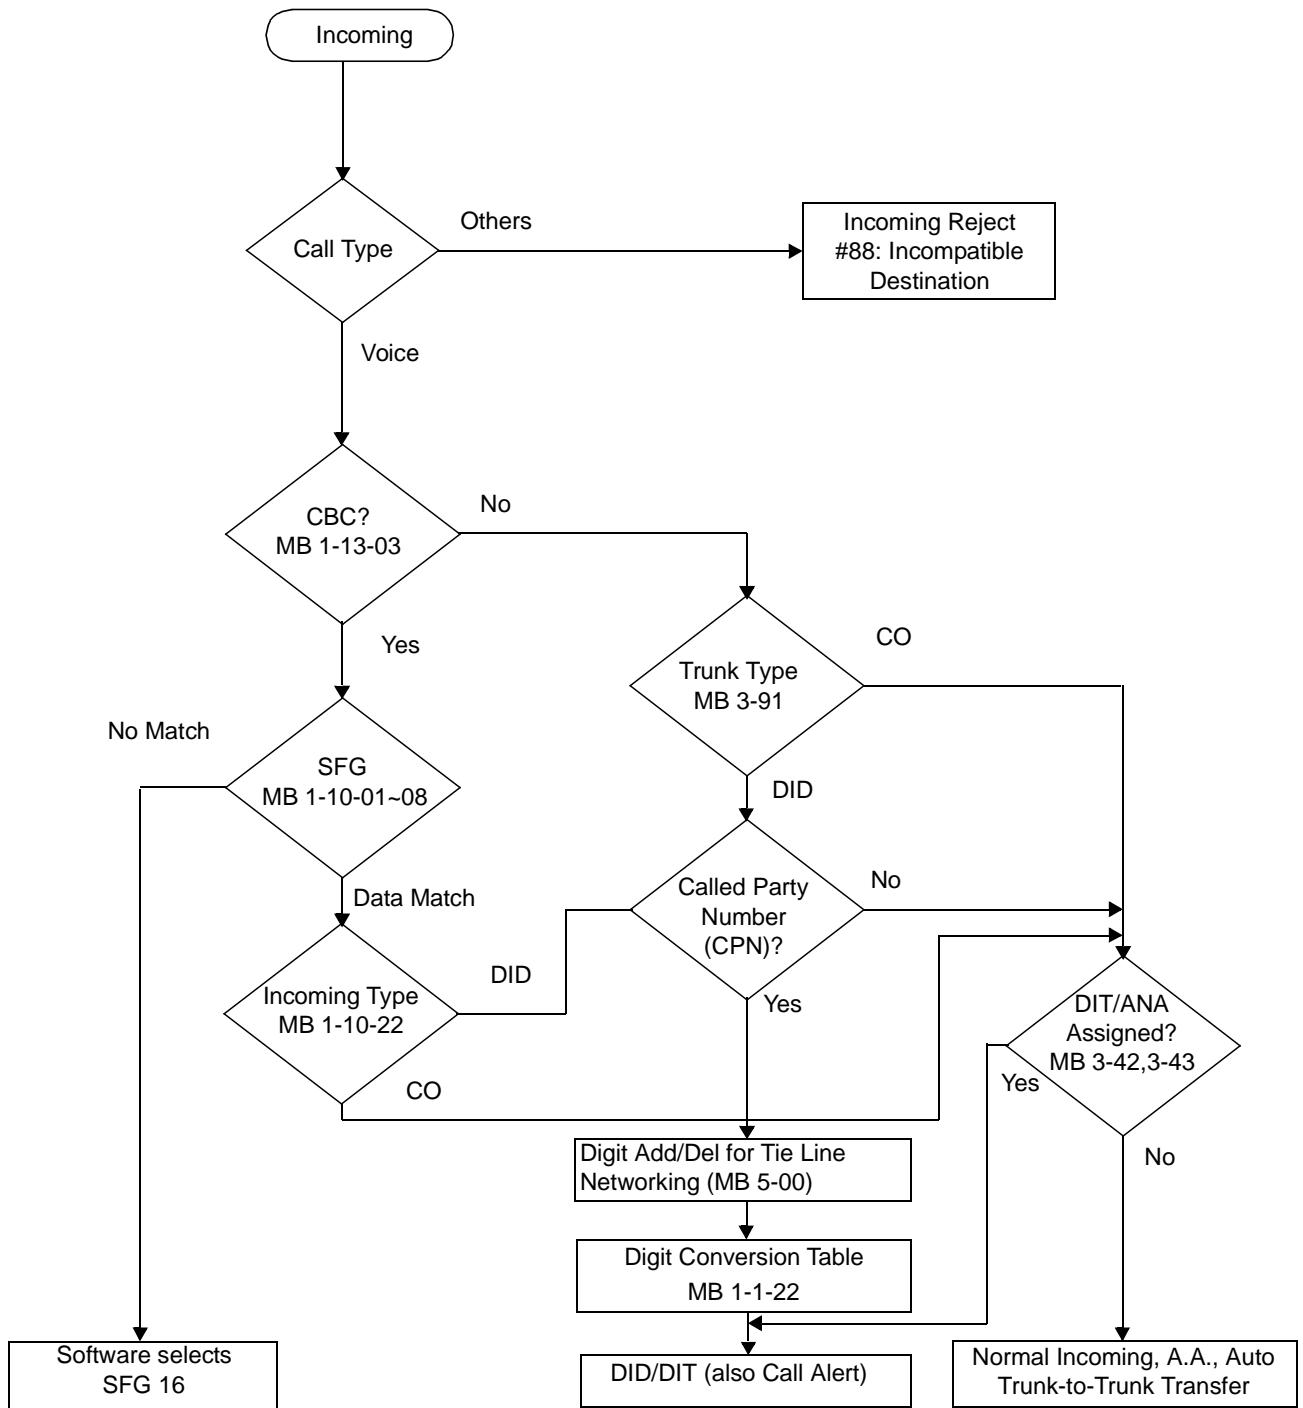 Incoming
Call Type
Others
Incoming Reject
#88: Incompatible
Destination
Voice
CBC?
MB 1-13-03
No
Yes
Trunk Type
MB 3-91
CO
No Match
SFG
MB 1-10-01~08
DID
Data Match
Called Party
Number
(CPN)?
No
Incoming Type
MB 1-10-22
DID
Yes
DIT/ANA
Assigned?
MB 3-42,3-43
Yes
CO
No
Digit Add/Del for Tie Line
Networking (MB 5-00)
Digit Conversion Table
MB 1-1-22
Software selects
SFG 16
DID/DIT (also Call Alert)
Normal Incoming, A.A., Auto
Trunk-to-Trunk Transfer